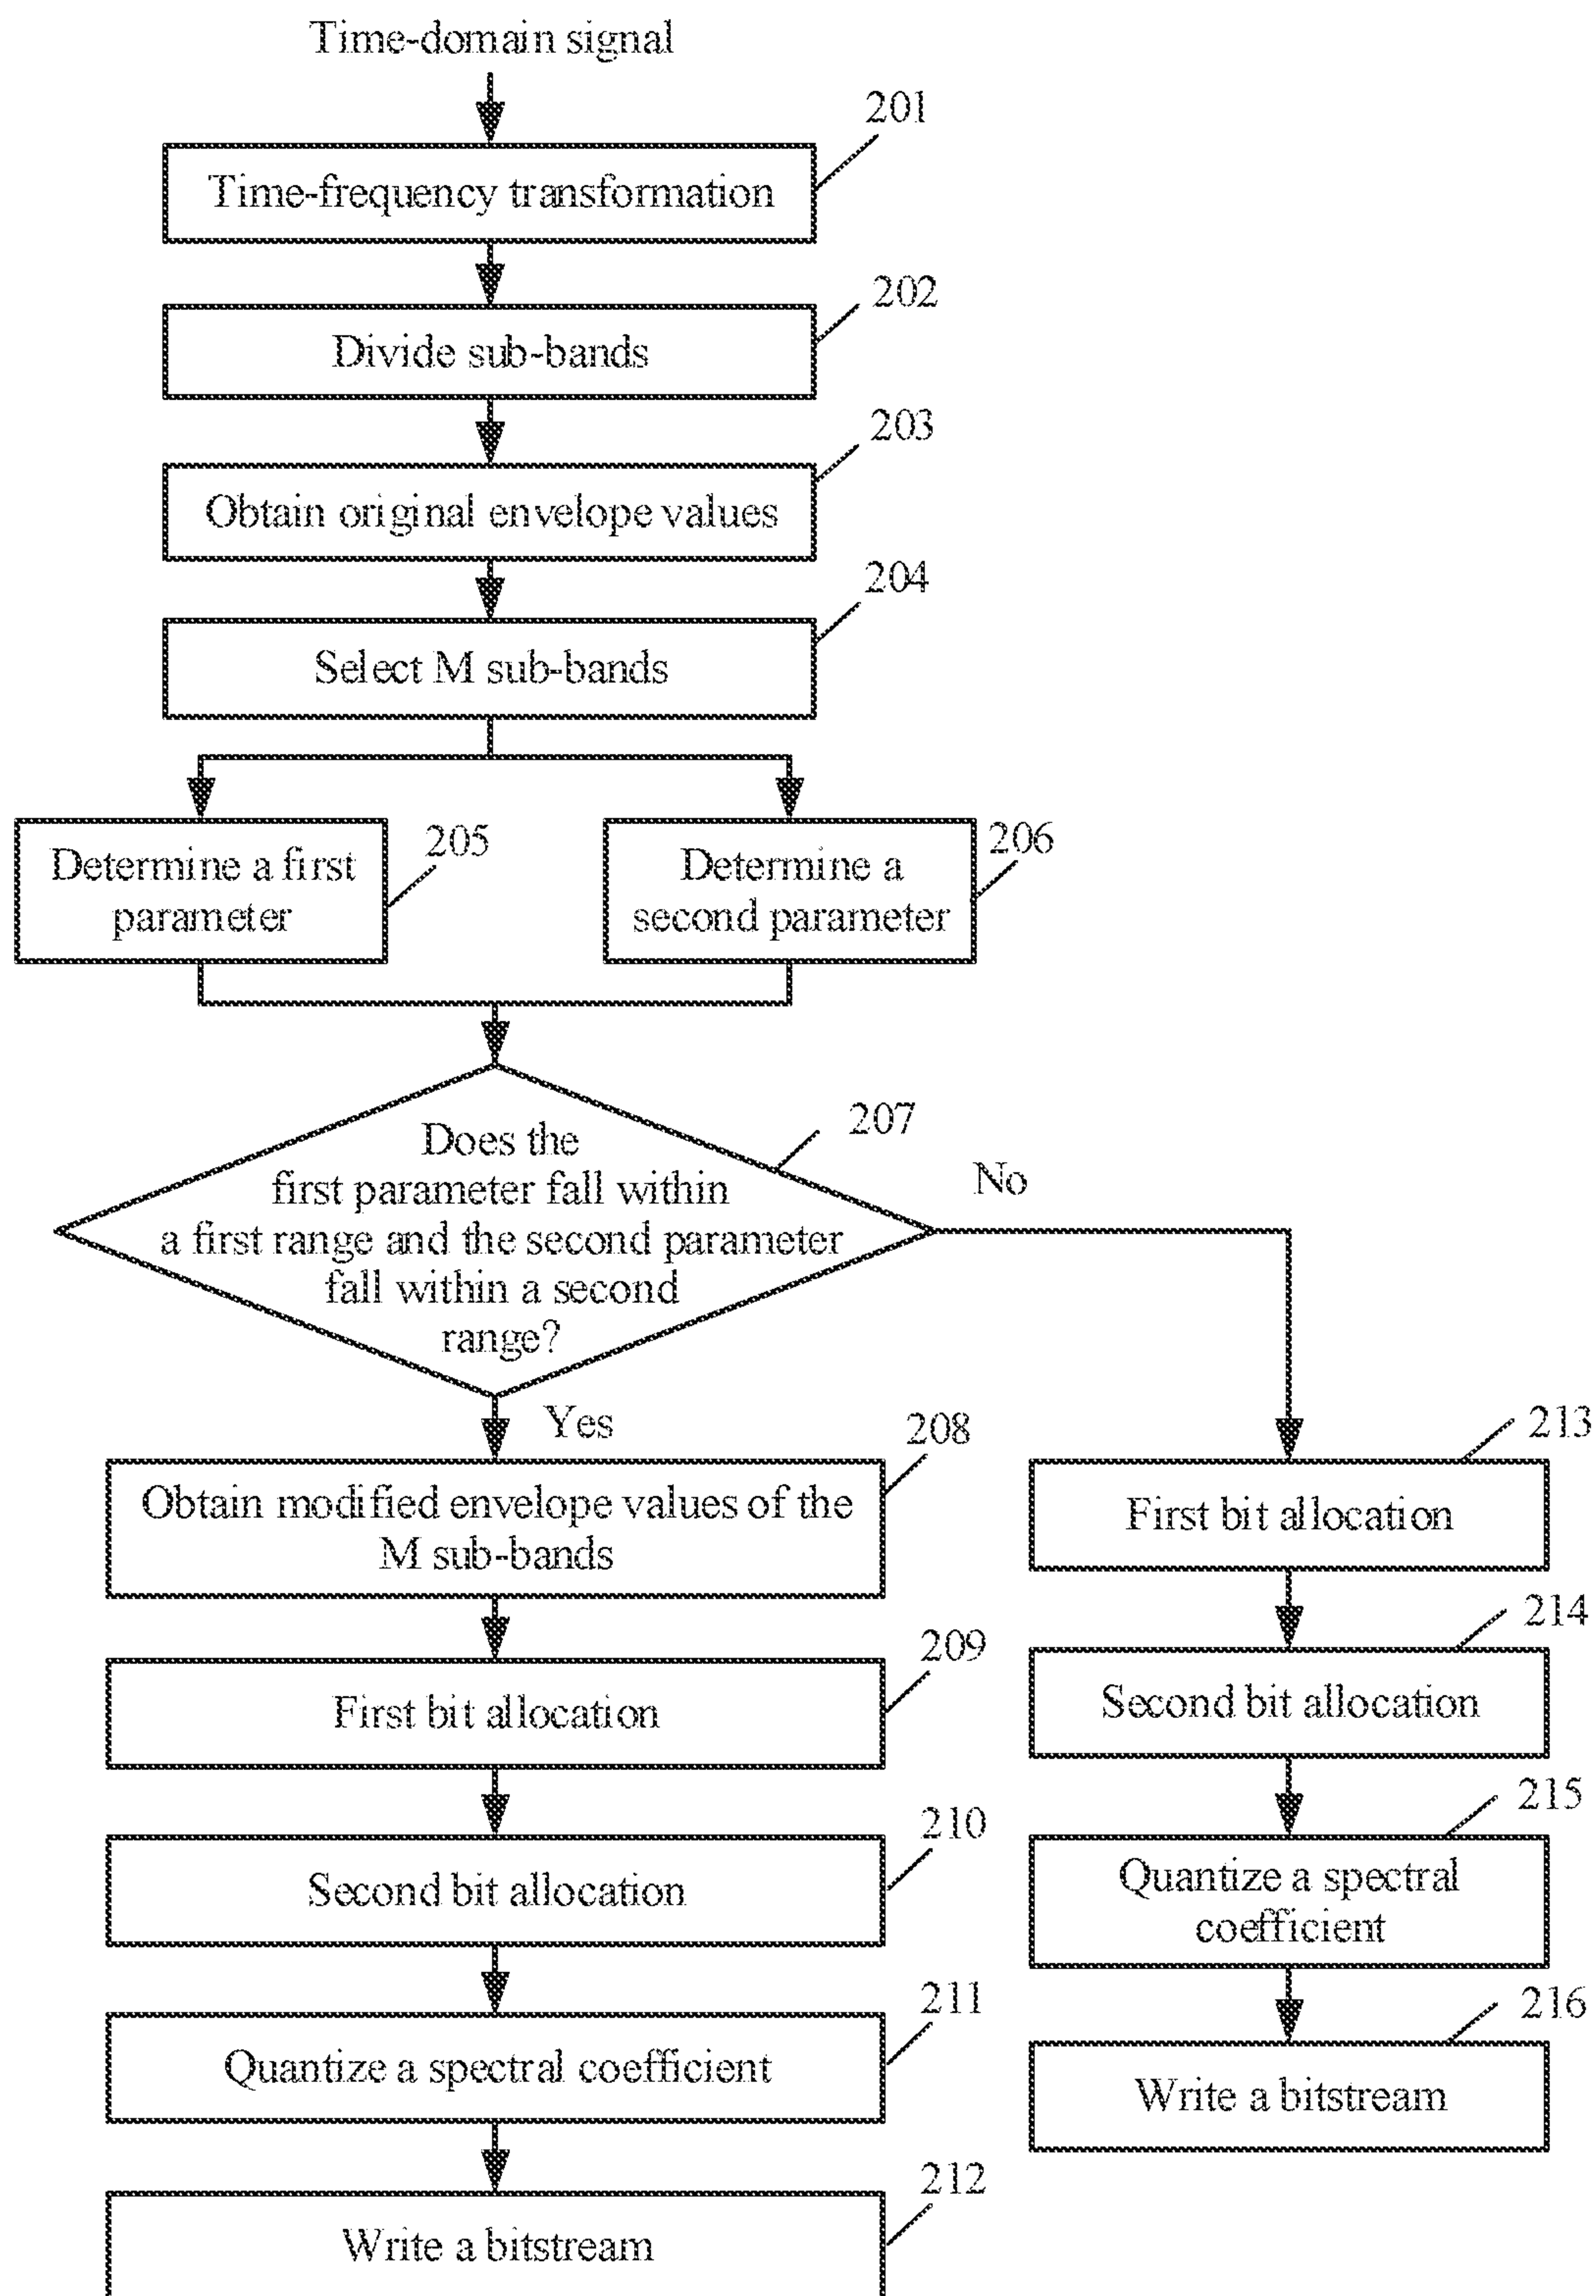 Time-domain signal
201
Time-frequency transformation
202
Divide sub-bands
203
Obtain original envelope values
204
Select M sub-bands
205
Determine a first
parameter
206
Determine a
second parameter
207
Does the
first parameter fall within
a first range and the second parameter
fall within a second
range?
No
Yes
208
Obtain modified envelope values of the
M sub-bands
209
First bit allocation
210
Second bit allocation
211
Quantize a spectral coefficient
212
Write a bitstream
213
First bit allocation
214
Second bit allocation
215
Quantize a spectral
coefficient
216
Write a bitstream